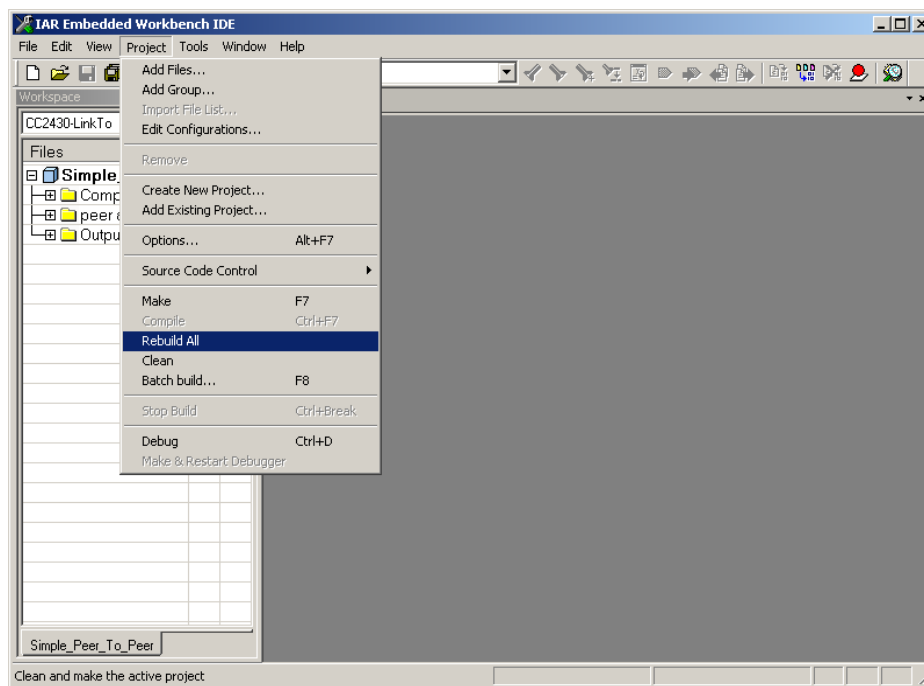 IAR Embedded Workbench IDE
File Edit View Project Tools Window Help
Workspace
CC2430-LinkTo
Files
Simple_
Comp
peer
Outpu
Add Files...
Add Group...
Import File List...
Edit Configurations...
Remove
Create New Project...
Add Existing Project...
Options... Alt+F7
Source Code Control
Make F7
Compile Ctrl+F7
Rebuild All
Clean
Batch build... F8
Stop Build Ctrl+Break
Debug Ctrl+D
Make & Restart Debugger
Simple_Peer_To_Peer
Clean and make the active project